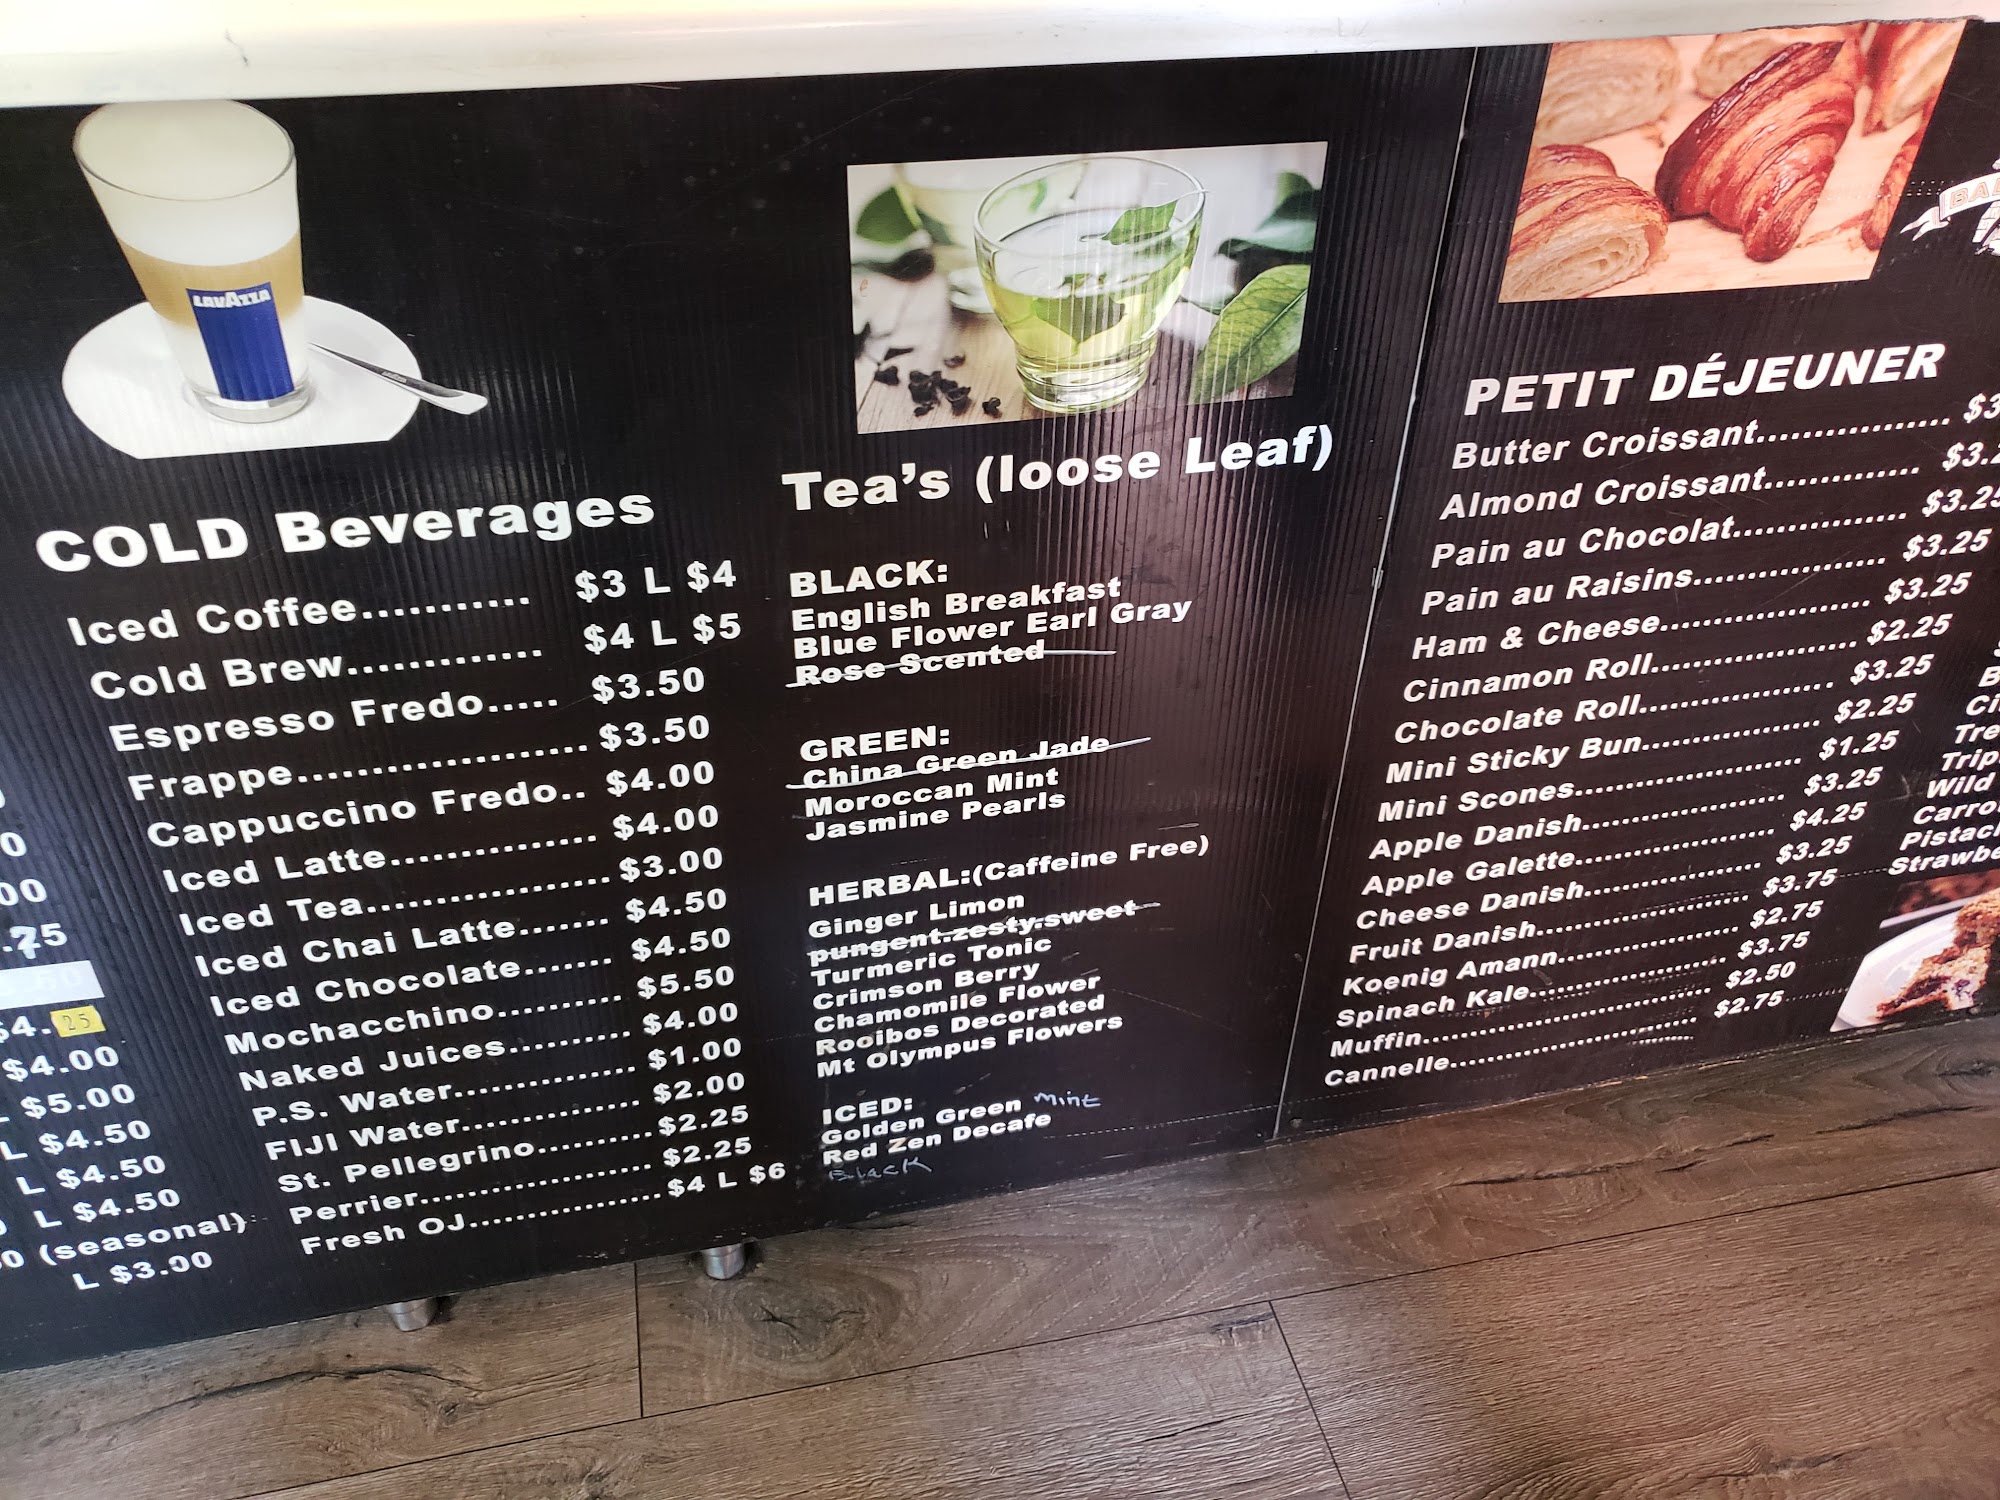 LAVAZZA
COLD Beverages
Iced Coffee........... $3 L $4
Cold Brew............. $4 L $5
Espresso Fredo..... $3.50
Frappe.................... $3.50
Cappuccino Fredo.. $4.00
Iced Latte............... $4.00
Iced Tea................. $3.00
Iced Chai Latte....... $4.50
Iced Chocolate....... $4.50
Mochacchino.......... $5.50
Naked Juices.......... $4.00
P.S. Water............... $1.00
FIJI Water............... $2.00
St. Pellegrino.......... $2.25
Perrier.................... $2.25
Fresh OJ................. $4 L $6
.75
$4.25
$4.00
L $5.00
L $4.50
L $4.50
L $4.50
(seasonal)
L $3.00
Tea's (loose Leaf)
BLACK:
English Breakfast
Blue Flower Earl Gray
Rose Scented
GREEN:
China Green Jade
Moroccan Mint
Jasmine Pearls
HERBAL:(Caffeine Free)
Ginger Limon
pungent.zesty.sweet
Turmeric Tonic
Crimson Berry
Chamomile Flower
Rooibos Decorated
Mt Olympus Flowers
ICED:
Golden Green Mint
Red Zen Decafe
Black
PETIT DÉJEUNER
Butter Croissant................. $3
Almond Croissant.............. $3.2
Pain au Chocolat............... $3.25
Pain au Raisins.................. $3.25
Ham & Cheese................... $3.25
Cinnamon Roll................... $2.25
Chocolate Roll................... $3.25
Mini Sticky Bun.................. $2.25
Mini Scones....................... $1.25
Apple Danish..................... $3.25
Apple Galette..................... $4.25
Cheese Danish.................. $3.25
Fruit Danish....................... $3.75
Koenig Amann................... $2.75
Spinach Kale...................... $3.75
Muffin................................ $2.50
Cannelle............................ $2.75
Tre
Trip
Wild
Carro
Pistach
Strawbe